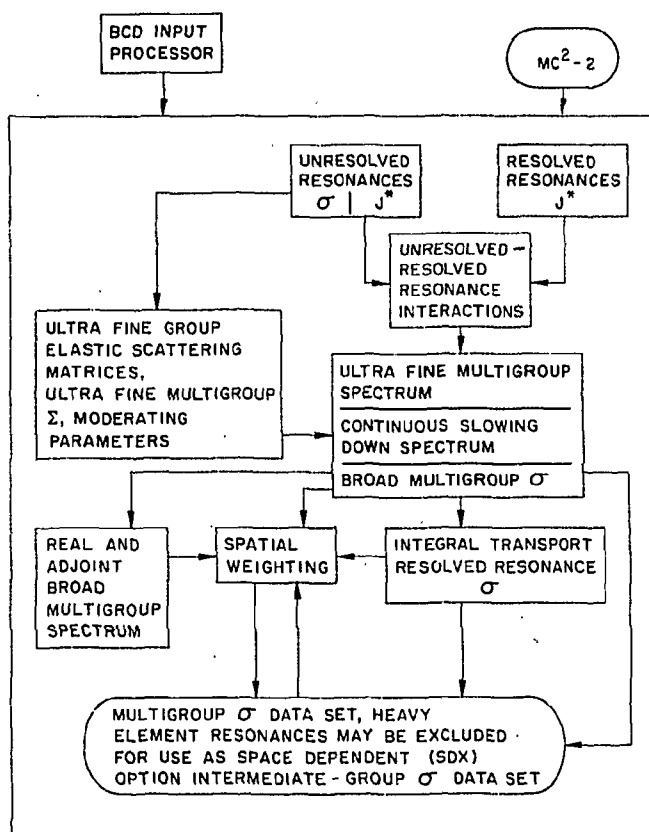 BCD INPUT
PROCESSOR
MC²-2
UNRESOLVED
RESONANCES
σ | J*
RESOLVED
RESONANCES
J*
UNRESOLVED-
RESOLVED
RESONANCE
INTERACTIONS
ULTRA FINE GROUP
ELASTIC SCATTERING
MATRICES,
ULTRA FINE MULTIGROUP
Σ, MODERATING
PARAMETERS
ULTRA FINE MULTIGROUP
SPECTRUM
CONTINUOUS SLOWING
DOWN SPECTRUM
BROAD MULTIGROUP σ
REAL AND
ADJOINT
BROAD
MULTIGROUP
SPECTRUM
SPATIAL
WEIGHTING
INTEGRAL TRANSPORT
RESOLVED RESONANCE
σ
MULTIGROUP σ DATA SET, HEAVY
ELEMENT RESONANCES MAY BE EXCLUDED
FOR USE AS SPACE DEPENDENT (SDX)
OPTION INTERMEDIATE-GROUP σ DATA SET